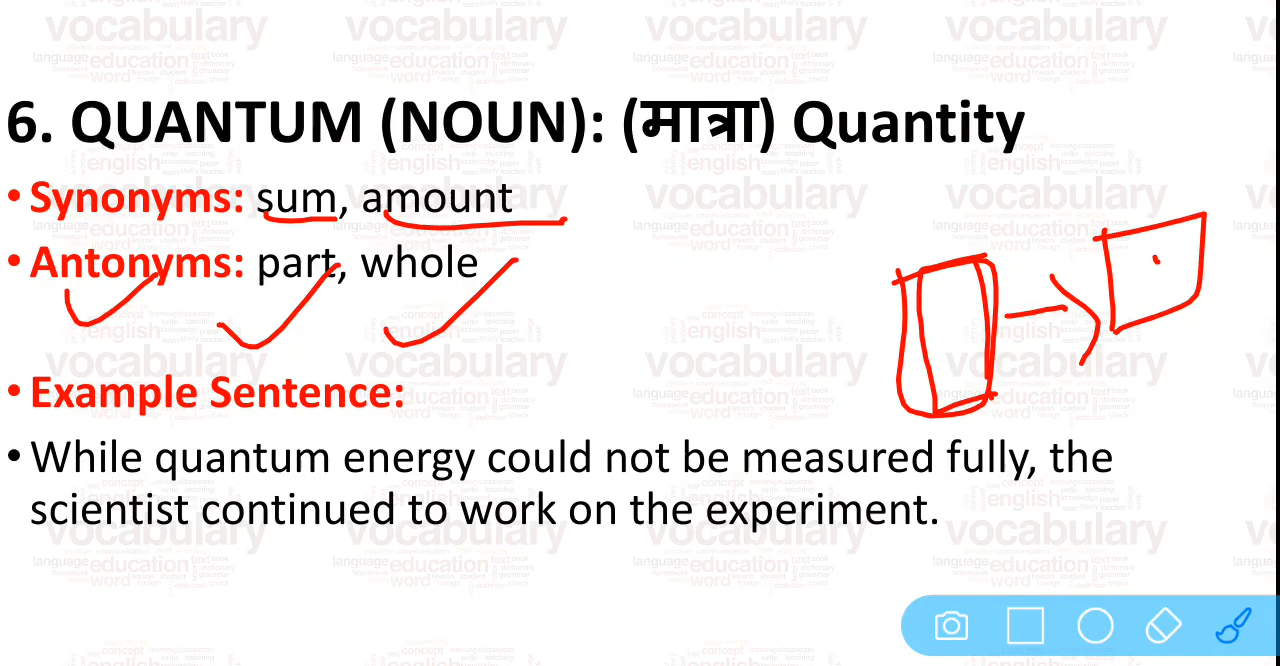 6. QUANTUM (NOUN): (मात्रा) Quantity
• Synonyms: sum, amount
• Antonyms: part, whole
• Example Sentence:
• While quantum energy could not be measured fully, the
scientist continued to work on the experiment.